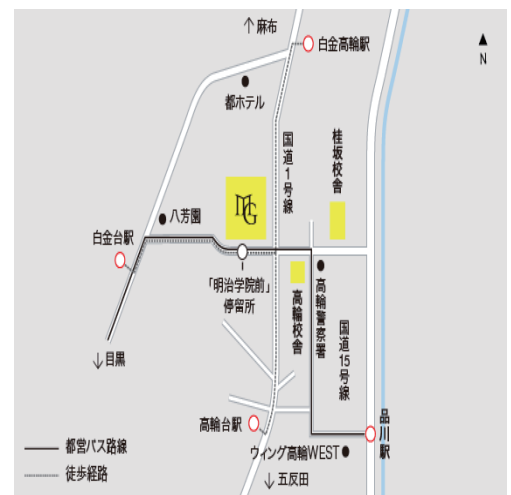 ↑麻布
白金高輪駅
▲
N
都ホテル
国道1号線
桂坂校舎
MG
八芳園
白金台駅
「明治学院前」
停留所
高輪校舎
高輪警察署
国道15号線
↓目黒
高輪台駅
品川駅
ウィング高輪WEST
↓五反田
都営バス路線
徒歩経路